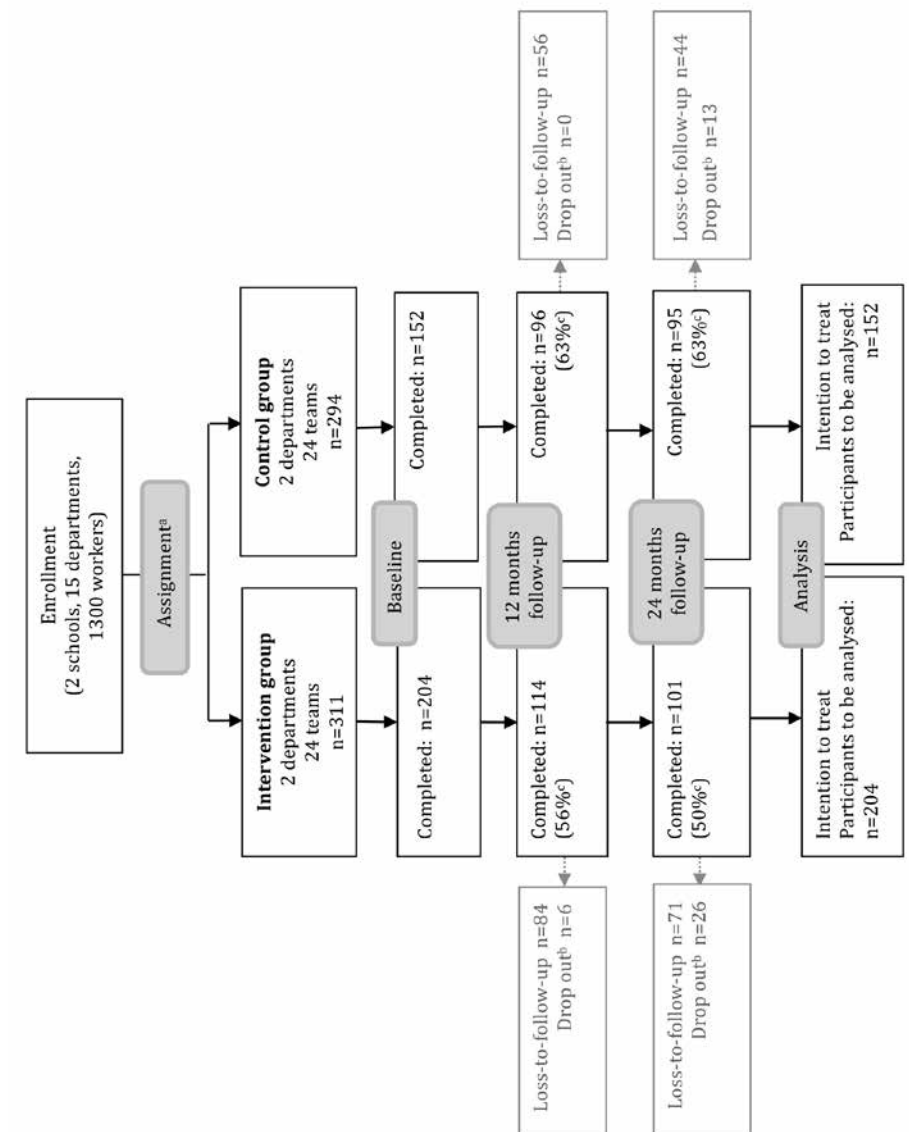 Enrollment
(2 schools, 15 departments,
1300 workers)
Assignmentᵃ
Intervention group
2 departments
24 teams
n=311
Control group
2 departments
24 teams
n=294
Baseline
Completed: n=204
Completed: n=152
12 months
follow-up
Completed: n=114
(56%ᶜ)
Completed: n=96
(63%ᶜ)
Loss-to-follow-up n=84
Drop outᵇ n=6
Loss-to-follow-up n=56
Drop outᵇ n=0
24 months
follow-up
Completed: n=101
(50%ᶜ)
Completed: n=95
(63%ᶜ)
Loss-to-follow-up n=71
Drop outᵇ n=26
Loss-to-follow-up n=44
Drop outᵇ n=13
Analysis
Intention to treat
Participants to be analysed:
n=204
Intention to treat
Participants to be analysed:
n=152